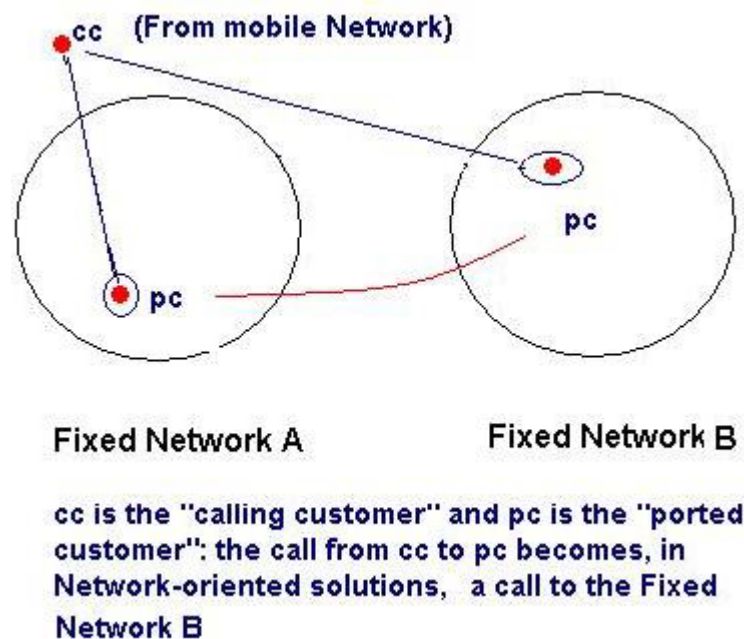 cc (From mobile Network)
pc
pc
Fixed Network A
Fixed Network B
cc is the "calling customer" and pc is the "ported
customer": the call from cc to pc becomes, in
Network-oriented solutions, a call to the Fixed
Network B